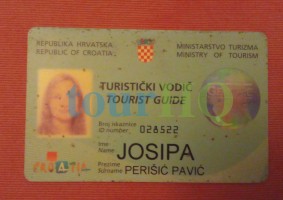 REPUBLIKA HRVATSKA
REPUBLIC OF CROATIA
MINISTARSTVO TURIZMA
MINISTRY OF TOURISM
TURISTIČKI VODIČ
TOURIST GUIDE
tourHQ
Broj iskaznice
ID number 028522
Ime
Name JOSIPA
Prezime
Surname PERIŠIĆ PAVIĆ
CROATIA